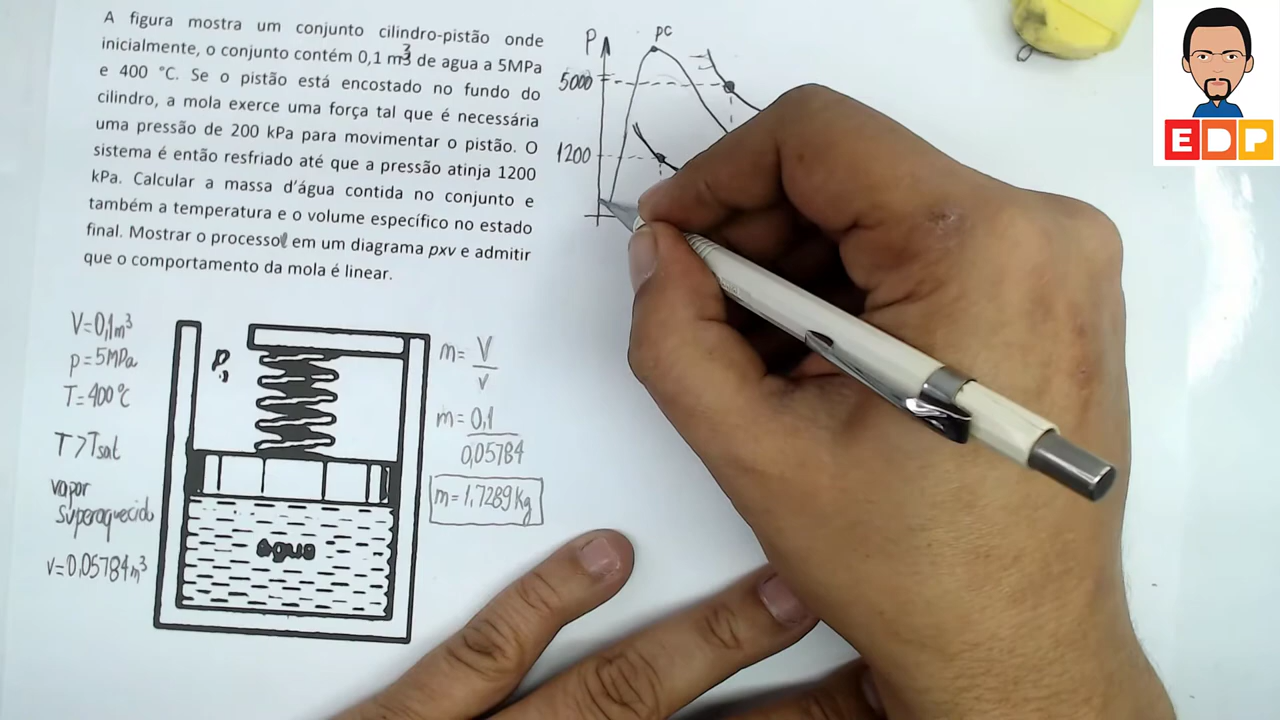 A figura mostra um conjunto cilindro-pistão onde
inicialmente, o conjunto contém 0,1 m3 de agua a 5MPa
e 400 °C. Se o pistão está encostado no fundo do
cilindro, a mola exerce uma força tal que é necessária
uma pressão de 200 kPa para movimentar o pistão. O
sistema é então resfriado até que a pressão atinja 1200
kPa. Calcular a massa d'água contida no conjunto e
também a temperatura e o volume específico no estado
final. Mostrar o processo em um diagrama pxv e admitir
que o comportamento da mola é linear.
P
PC
5000
1200
V=0,1m³
p=5MPa
T=400°C
T>Tsat
vapor
superaquecido
v=0,05784m³
P
água
m=V
v
m=0,1
0,05784
m=1,7289Kg
EDP